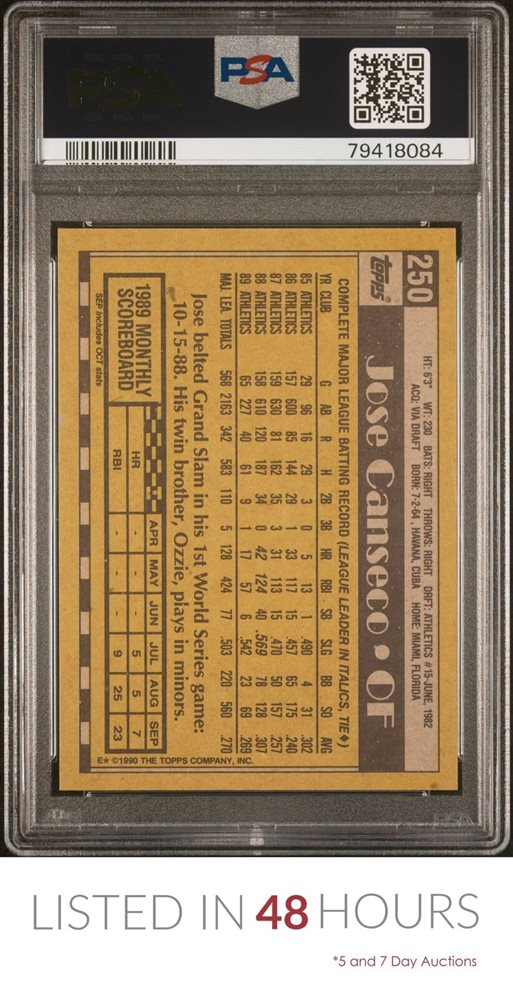 PSA
PSA
79418084
250
topps®
Jose Canseco • OF
HT: 6'3" WT: 230 BATS: RIGHT THROWS: RIGHT DRFT: ATHLETICS #15-JUNE, 1982
ACQ: VIA DRAFT BORN: 7-2-64, HAVANA, CUBA HOME: MIAMI, FLORIDA
COMPLETE MAJOR LEAGUE BATTING RECORD (LEAGUE LEADER IN ITALICS, TIE♦)
YR CLUB G AB R H 2B 3B HR RBI SB SLG BB SO AVG
85 ATHLETICS 29 96 16 29 3 0 5 13 1 .490 4 31 .302
86 ATHLETICS 157 600 85 144 29 1 33 117 15 .457 65 175 .240
87 ATHLETICS 159 630 81 162 35 3 31 113 15 .470 50 157 .257
88 ATHLETICS 158 610 120 187 34 0 42 124 40 .569 78 128 .307
89 ATHLETICS 65 227 40 61 9 1 17 57 6 .542 23 69 .269
MAJ. LEA. TOTALS 568 2163 342 583 110 5 128 424 77 .503 220 560 .270
Jose belted Grand Slam in his 1st World Series game:
10-15-88. His twin brother, Ozzie, plays in minors.
1989 MONTHLY
SCOREBOARD
APR MAY JUN JUL AUG SEP
HR - - - 5 5 7
RBI - - - 9 25 23
SEP includes OCT stats
E* ©1990 THE TOPPS COMPANY, INC.
LISTED IN 48 HOURS
*5 and 7 Day Auctions